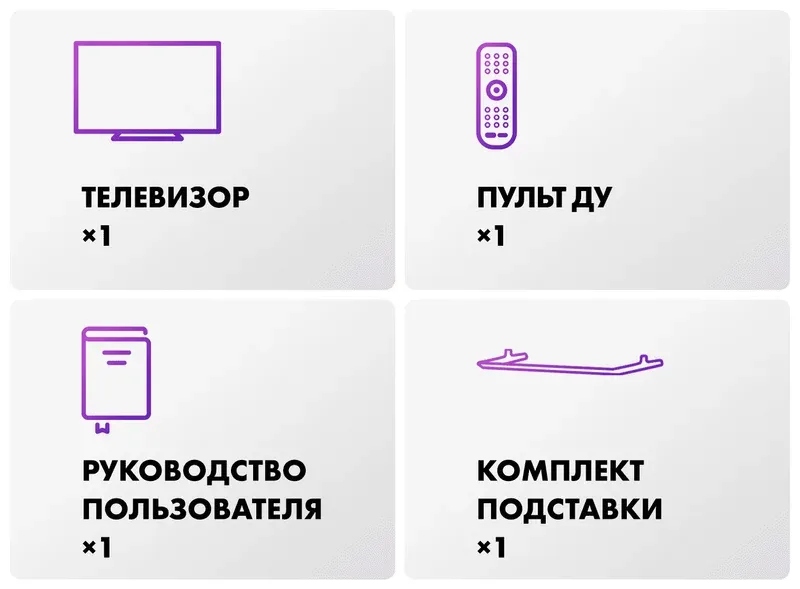 ТЕЛЕВИЗОР
×1
ПУЛЬТ ДУ
×1
РУКОВОДСТВО
ПОЛЬЗОВАТЕЛЯ
×1
КОМПЛЕКТ
ПОДСТАВКИ
×1